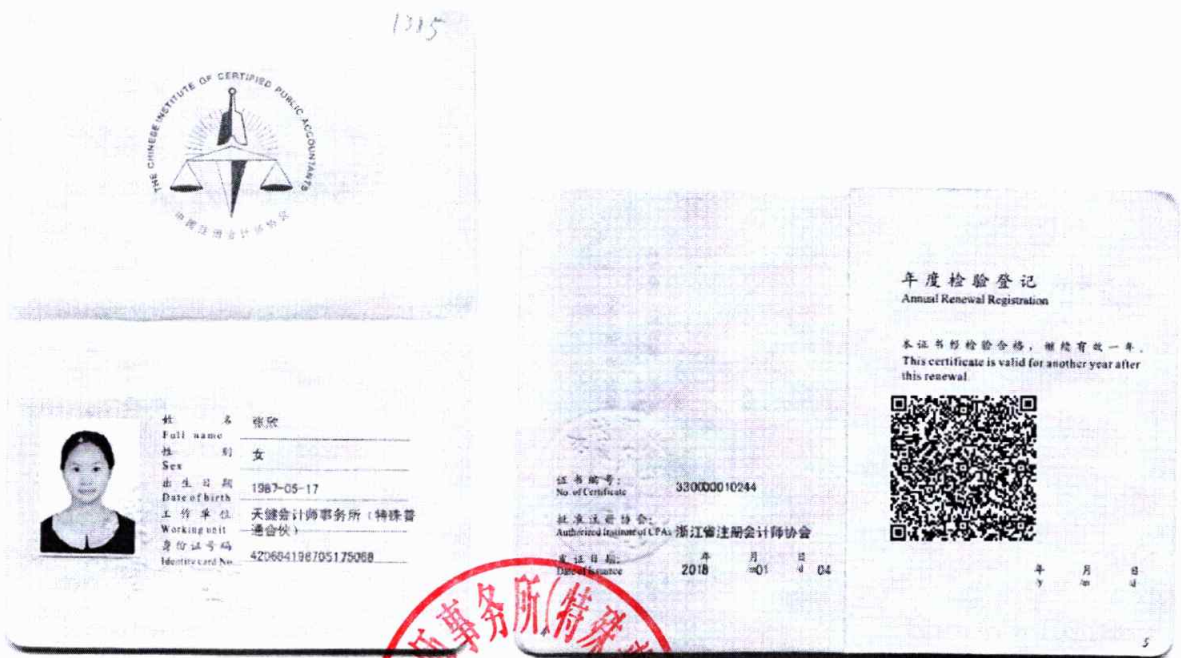 1315
THE CHINESE INSTITUTE OF CERTIFIED PUBLIC ACCOUNTANTS
中国注册会计师协会
姓 名 张欣
Full name
性 别 女
Sex
出生日期 1987-05-17
Date of birth
工作单位 天健会计师事务所(特殊普
Working unit 通合伙)
身份证号码 420684198705175068
Identity card No.
证书编号: 330000010244
No. of Certificate
批准注册协会: 浙江省注册会计师协会
Authorized Institute of CPAs
发证日期: 2018 年 01 月 04 日
Date of Issuance /m d
4
年度检验登记
Annual Renewal Registration
本证书经检验合格,继续有效一年。
This certificate is valid for another year after
this renewal.
年 月 日
y /m d
5
师事务所(特殊普